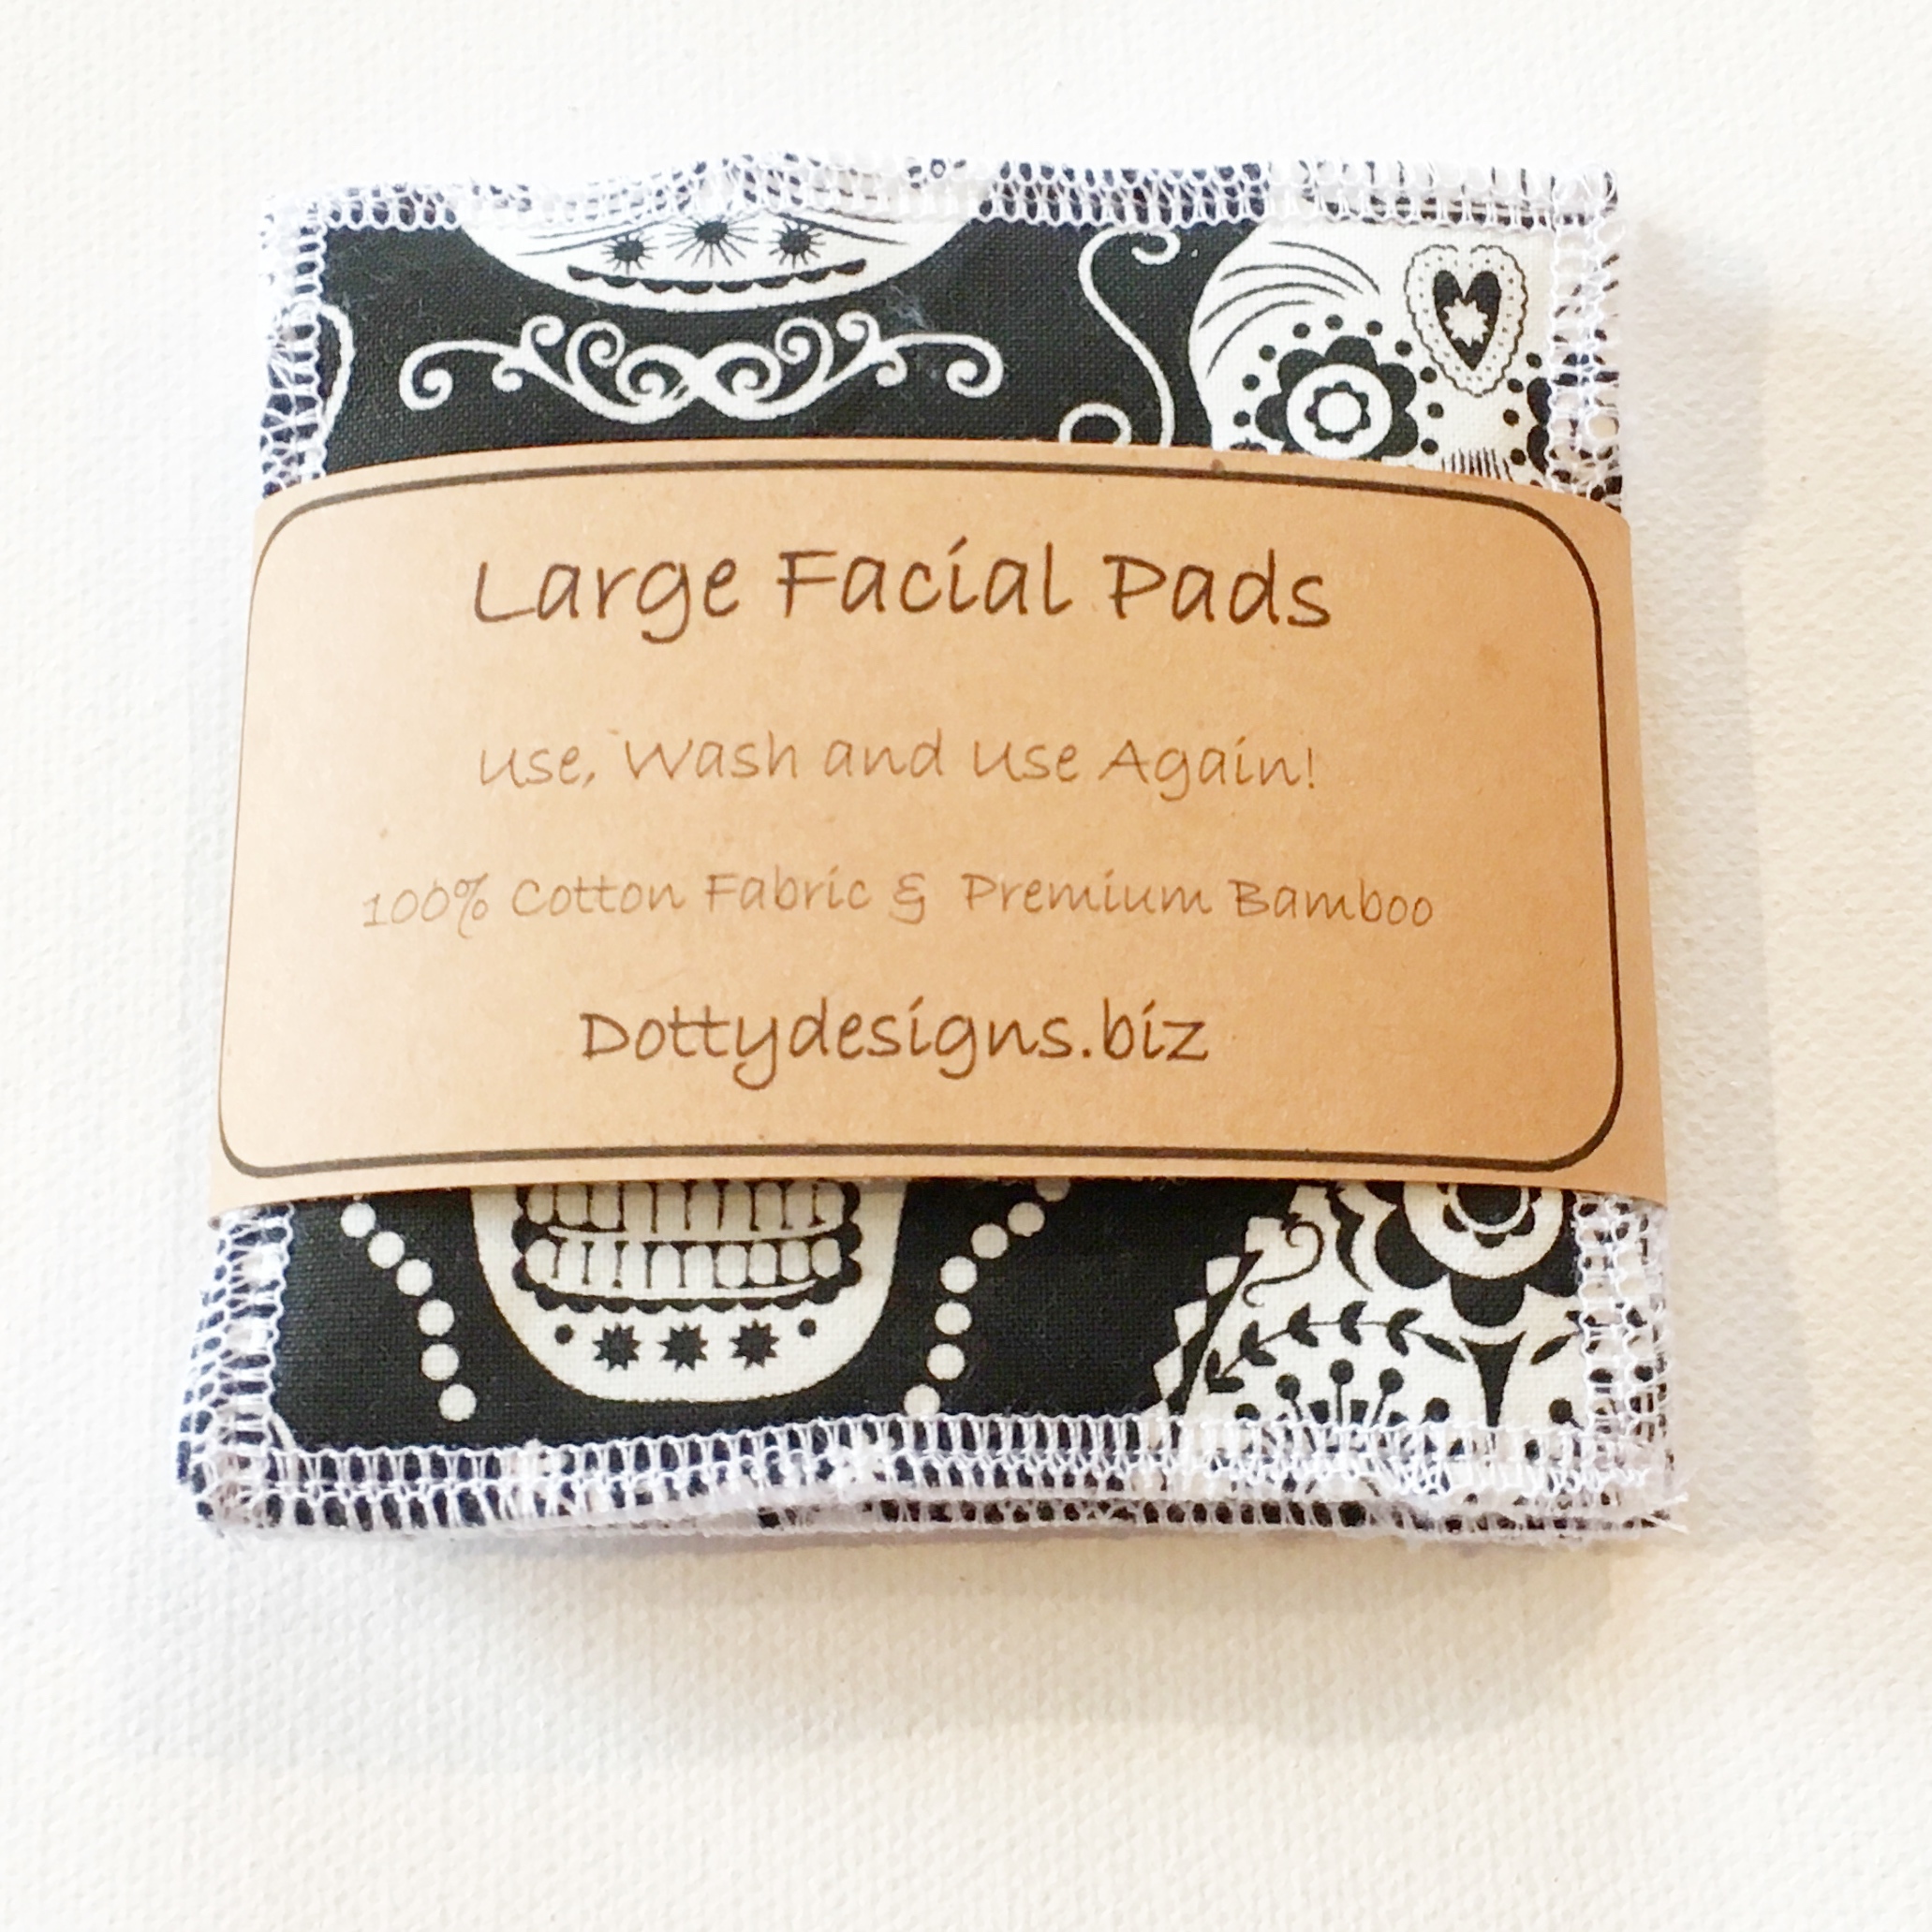 Large Facial Pads
Use, Wash and Use Again!
100% Cotton Fabric & Premium Bamboo
Dottydesigns.biz